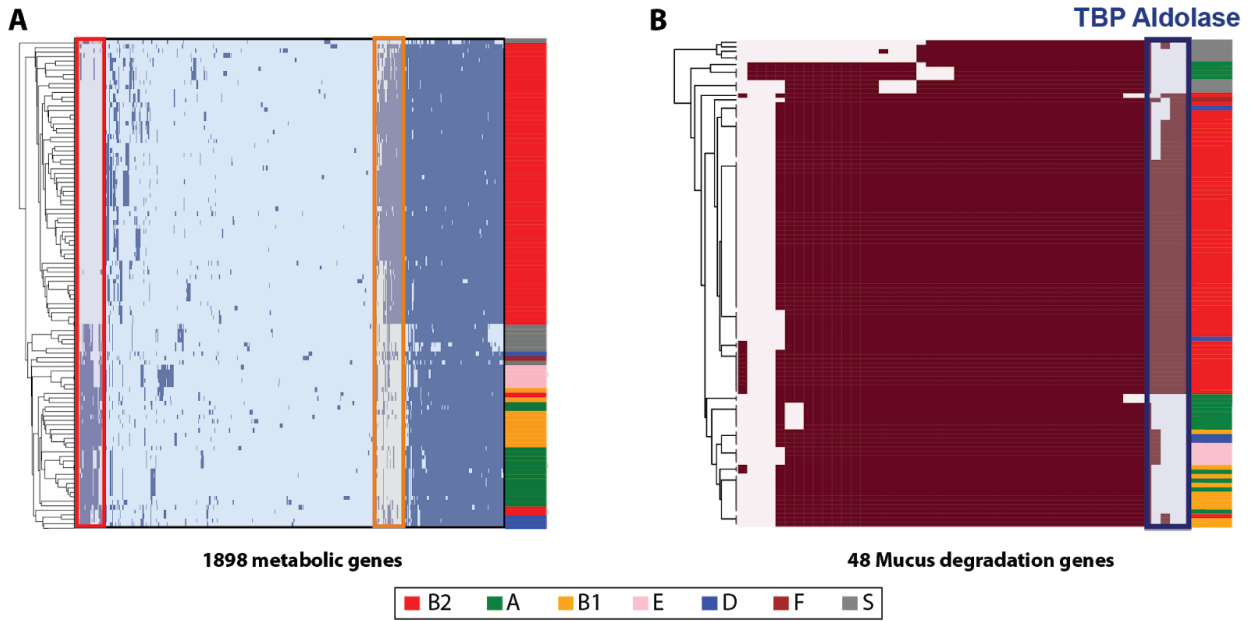 A
B
TBP Aldolase
1898 metabolic genes
48 Mucus degradation genes
B2 A B1 E D F S